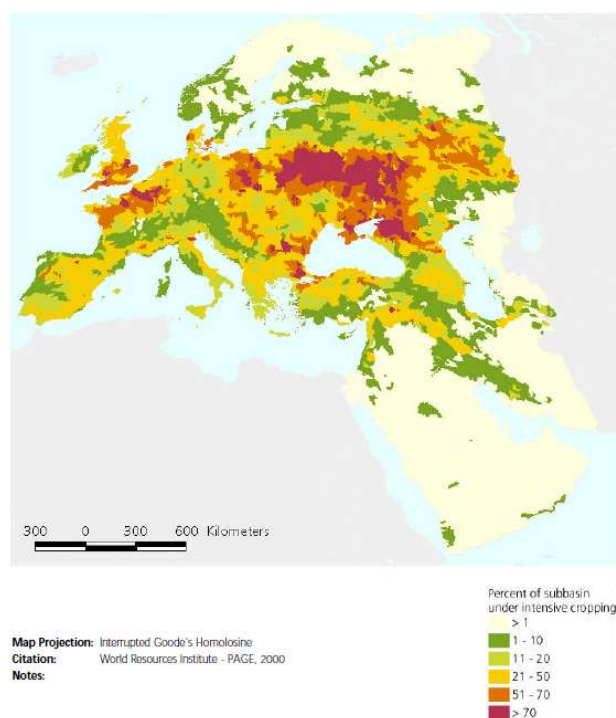 300 0 300 600 Kilometers
Percent of subbasin
under intensive cropping
> 1
1 - 10
11 - 20
21 - 50
51 - 70
> 70
Map Projection: Interrupted Goode's Homolosine
Citation: World Resources Institute - PAGE, 2000
Notes: